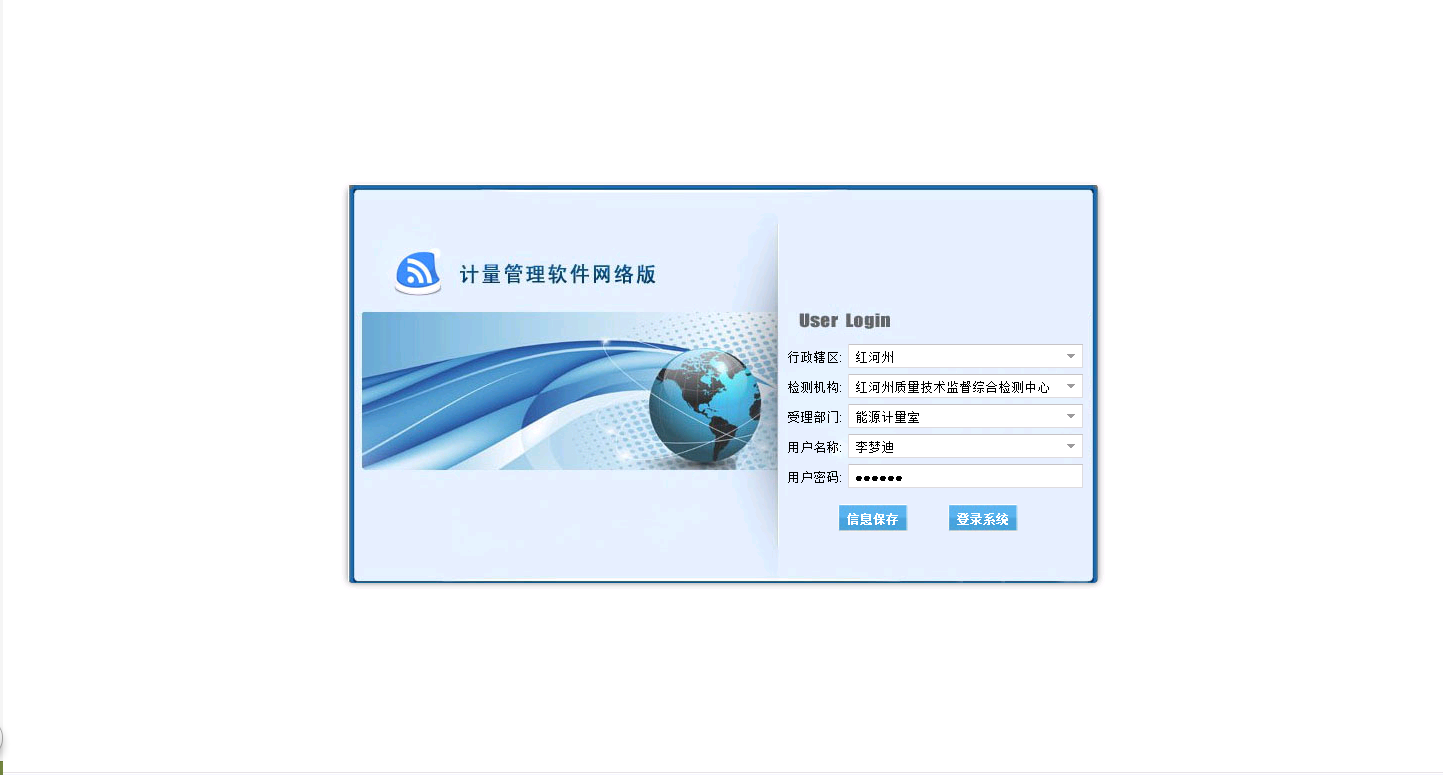 计量管理软件网络版
User Login
行政辖区: 红河州
检测机构: 红河州质量技术监督综合检测中心
受理部门: 能源计量室
用户名称: 李梦迪
用户密码: ●●●●●●
信息保存 登录系统